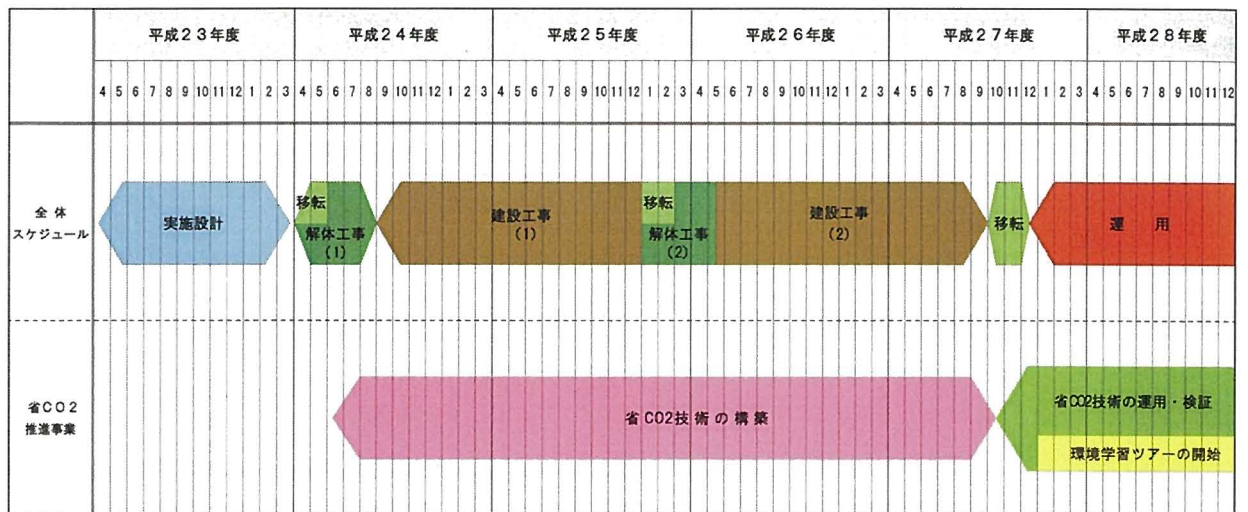 平成23年度 平成24年度 平成25年度 平成26年度 平成27年度 平成28年度
4 5 6 7 8 9 10 11 12 1 2 3 4 5 6 7 8 9 10 11 12 1 2 3 4 5 6 7 8 9 10 11 12 1 2 3 4 5 6 7 8 9 10 11 12 1 2 3 4 5 6 7 8 9 10 11 12 1 2 3 4 5 6 7 8 9 10 11 12
全体
スケジュール
実施設計
移転
解体工事
(1)
建設工事
(1)
移転
解体工事
(2)
建設工事
(2)
移転
運用
省CO2
推進事業
省CO2技術の構築
省CO2技術の運用・検証
環境学習ツアーの開始